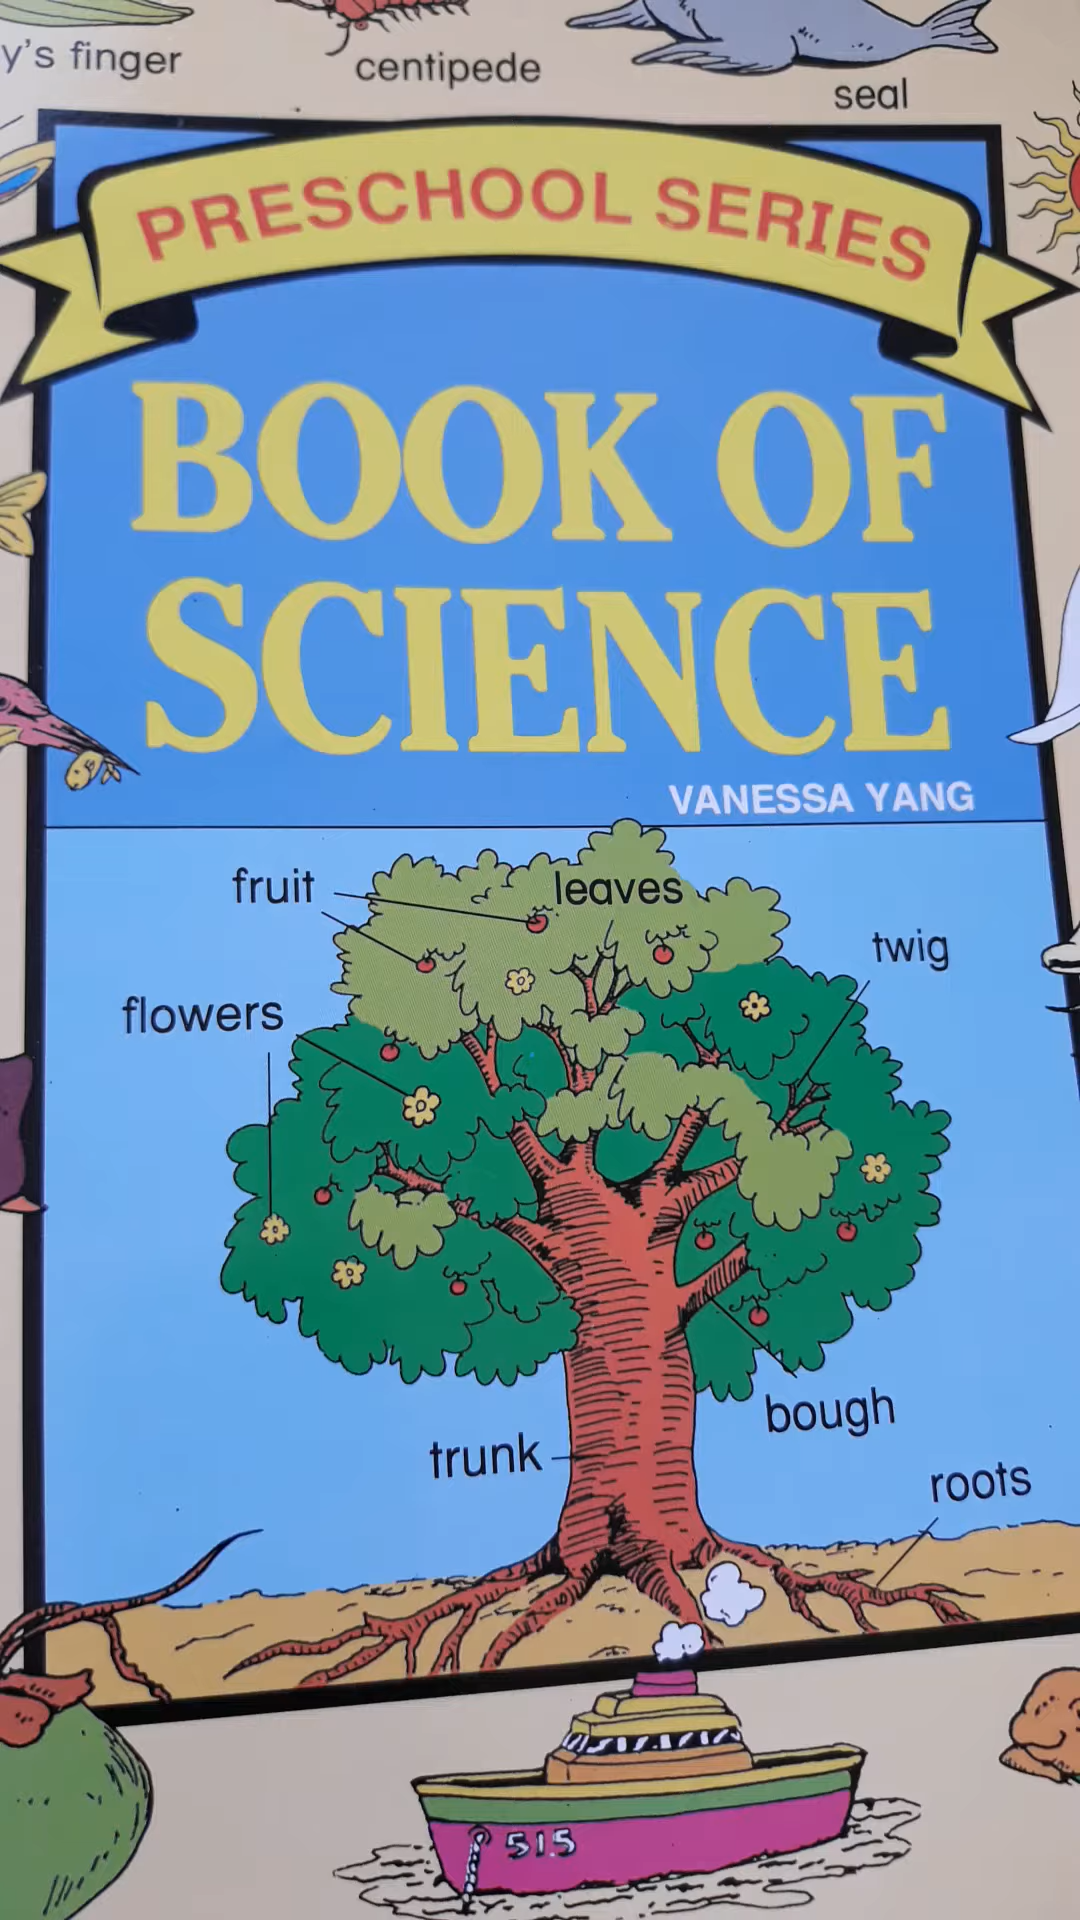 y's finger
centipede
seal
PRESCHOOL SERIES
BOOK OF
SCIENCE
VANESSA YANG
fruit
leaves
twig
flowers
bough
trunk
roots
515